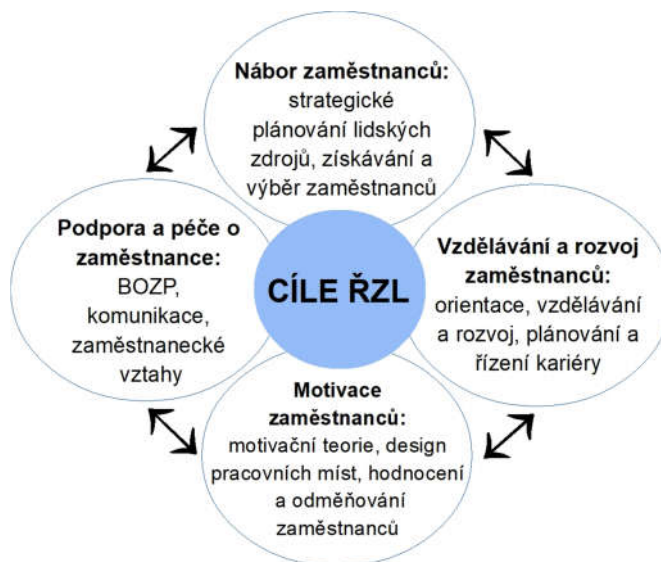 Nábor zaměstnanců:
strategické
plánování lidských
zdrojů, získávání a
výběr zaměstnanců
Podpora a péče o
zaměstnance:
BOZP,
komunikace,
zaměstnanecké
vztahy
CÍLE ŘZL
Vzdělávání a rozvoj
zaměstnanců:
orientace, vzdělávání
a rozvoj, plánování a
řízení kariéry
Motivace
zaměstnanců:
motivační teorie, design
pracovních míst, hodnocení
a odměňování
zaměstnanců